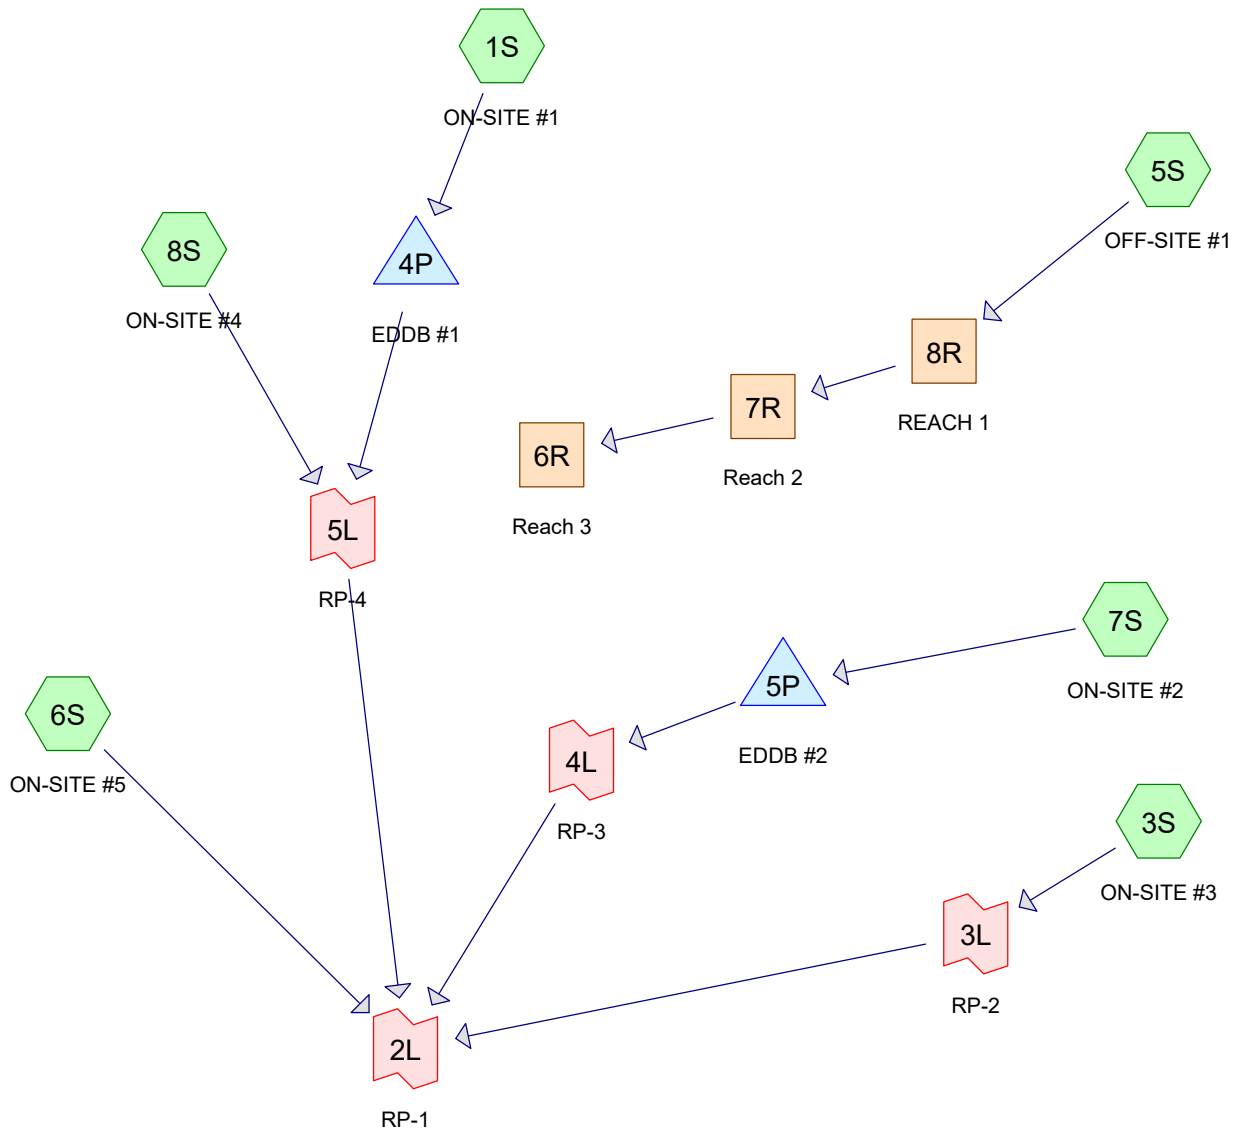 1S
ON-SITE #1
5S
OFF-SITE #1
8S
ON-SITE #4
4P
EDDB #1
8R
REACH 1
7R
Reach 2
6R
Reach 3
5L
RP-4
7S
ON-SITE #2
5P
EDDB #2
6S
ON-SITE #5
4L
RP-3
3S
ON-SITE #3
3L
RP-2
2L
RP-1